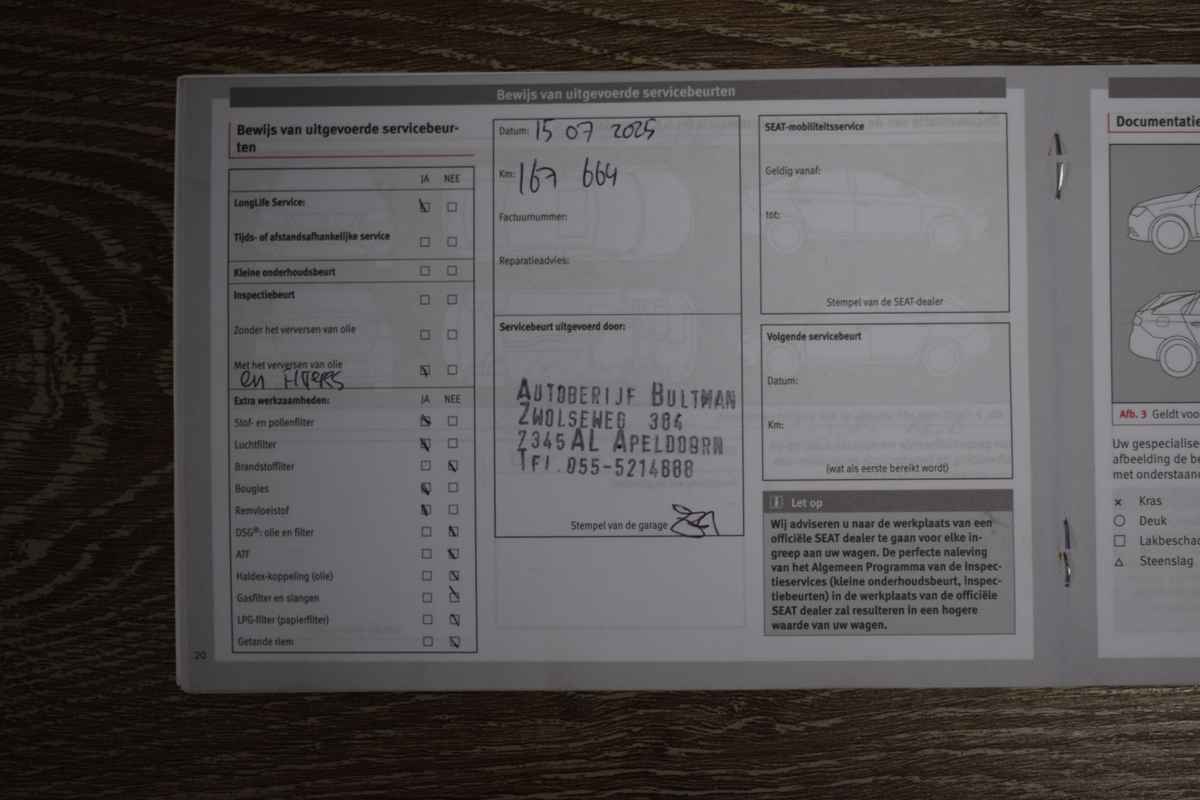 Bewijs van uitgevoerde servicebeurten
Bewijs van uitgevoerde servicebeur-
ten
JA NEE
LongLife Service:
Tijds- of afstandsafhankelijke service
Kleine onderhoudsbeurt
Inspectiebeurt
Zonder het verversen van olie
Met het verversen van olie
en filters
Extra werkzaamheden: JA NEE
Stof- en pollenfilter
Luchtfilter
Brandstoffilter
Bougies
Remvloeistof
DSG®: olie en filter
ATF
Haldex-koppeling (olie)
Gasfilter en slangen
LPG-filter (papierfilter)
Getande riem
20
Datum: 15 07 2025
Km: 167 664
Factuurnummer:
Reparatieadvies:
Servicebeurt uitgevoerd door:
AUTOBERIJF BULTMAN
ZWOLSEWEG 384
7345 AL APELDOORN
TEL. 055-5214888
Stempel van de garage
SEAT-mobiliteitsservice
Geldig vanaf:
tot:
Stempel van de SEAT-dealer
Volgende servicebeurt
Datum:
Km:
(wat als eerste bereikt wordt)
Let op
Wij adviseren u naar de werkplaats van een
officiële SEAT dealer te gaan voor elke in-
greep aan uw wagen. De perfecte naleving
van het Algemeen Programma van de Inspec-
tieservices (kleine onderhoudsbeurt, inspec-
tiebeurten) in de werkplaats van de officiële
SEAT dealer zal resulteren in een hogere
waarde van uw wagen.
Documentatie
Afb. 3 Geldt voo
Uw gespecialise
afbeelding de be
met onderstaand
Kras
Deuk
Lakbescha
Steenslag